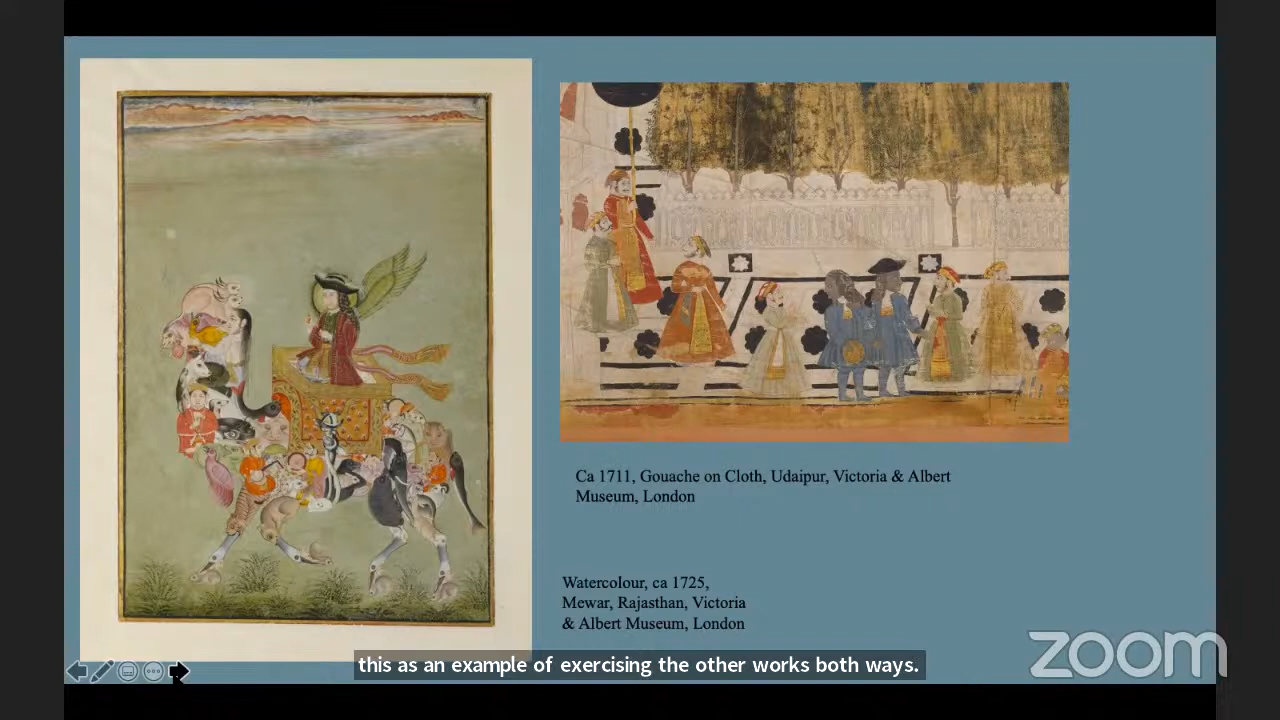 Ca 1711, Gouache on Cloth, Udaipur, Victoria & Albert
Museum, London
Watercolour, ca 1725,
Mewar, Rajasthan, Victoria
& Albert Museum, London
this as an example of exercising the other works both ways.
zoom